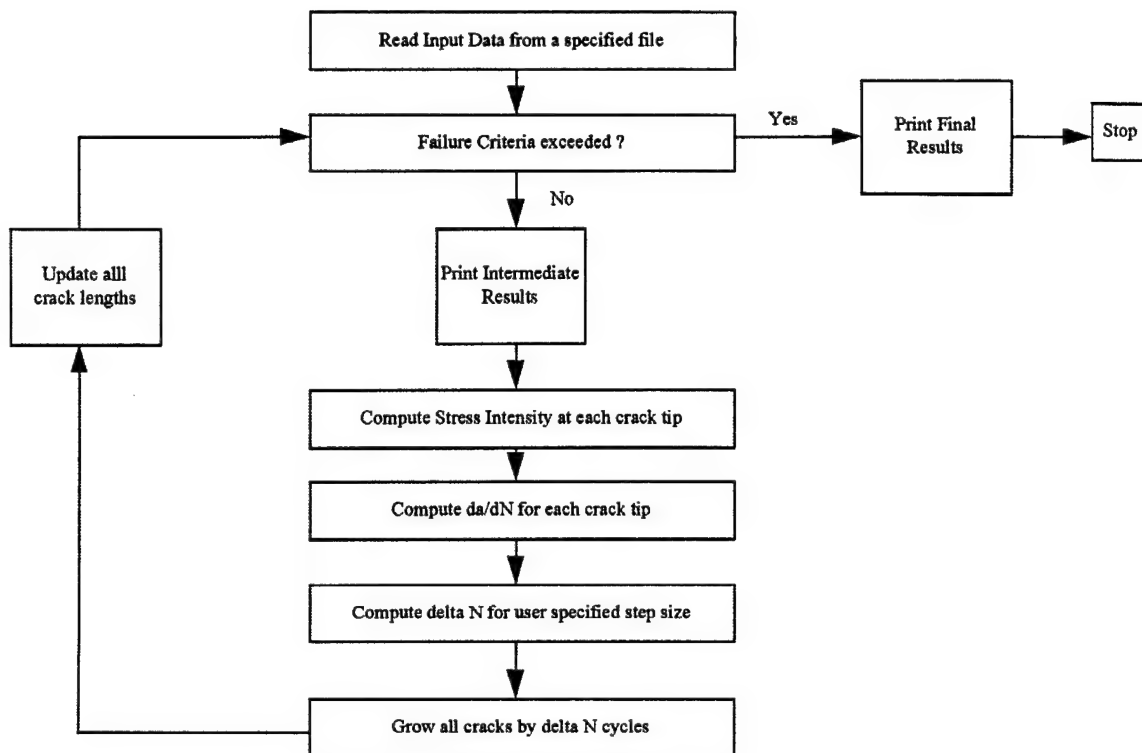 Read Input Data from a specified file
Failure Criteria exceeded ?
Yes
Print Final
Results
Stop
No
Update alll
crack lengths
Print Intermediate
Results
Compute Stress Intensity at each crack tip
Compute da/dN for each crack tip
Compute delta N for user specified step size
Grow all cracks by delta N cycles